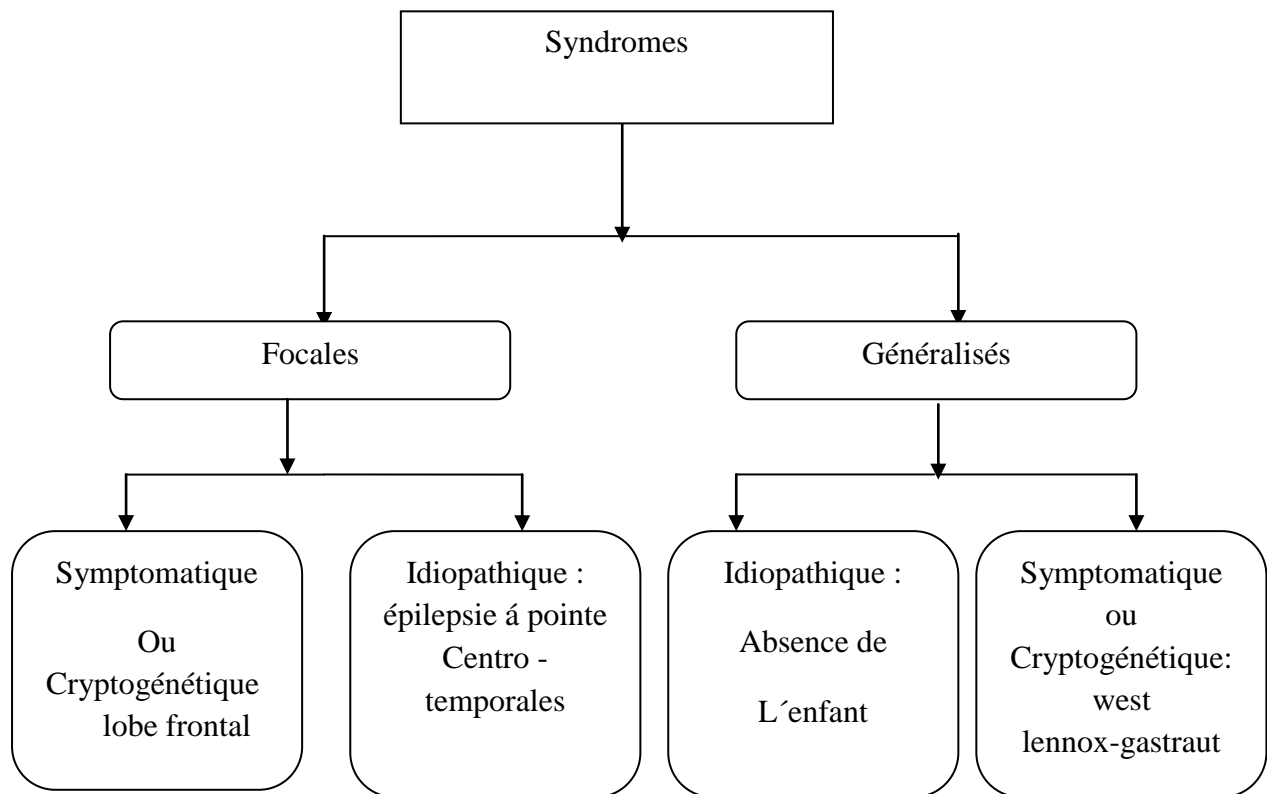 Syndromes
Focales
Généralisés
Symptomatique
Ou
Cryptogénétique
lobe frontal
Idiopathique :
épilepsie á pointe
Centro -
temporales
Idiopathique :
Absence de
L´enfant
Symptomatique
ou
Cryptogénétique:
west
lennox-gastraut